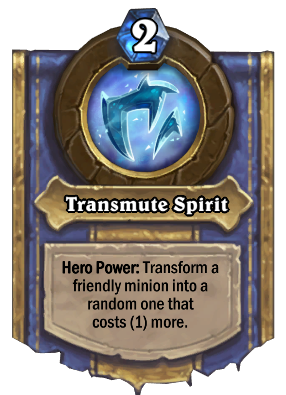 2
Transmute Spirit
Hero Power: Transform a
friendly minion into a
random one that
costs (1) more.